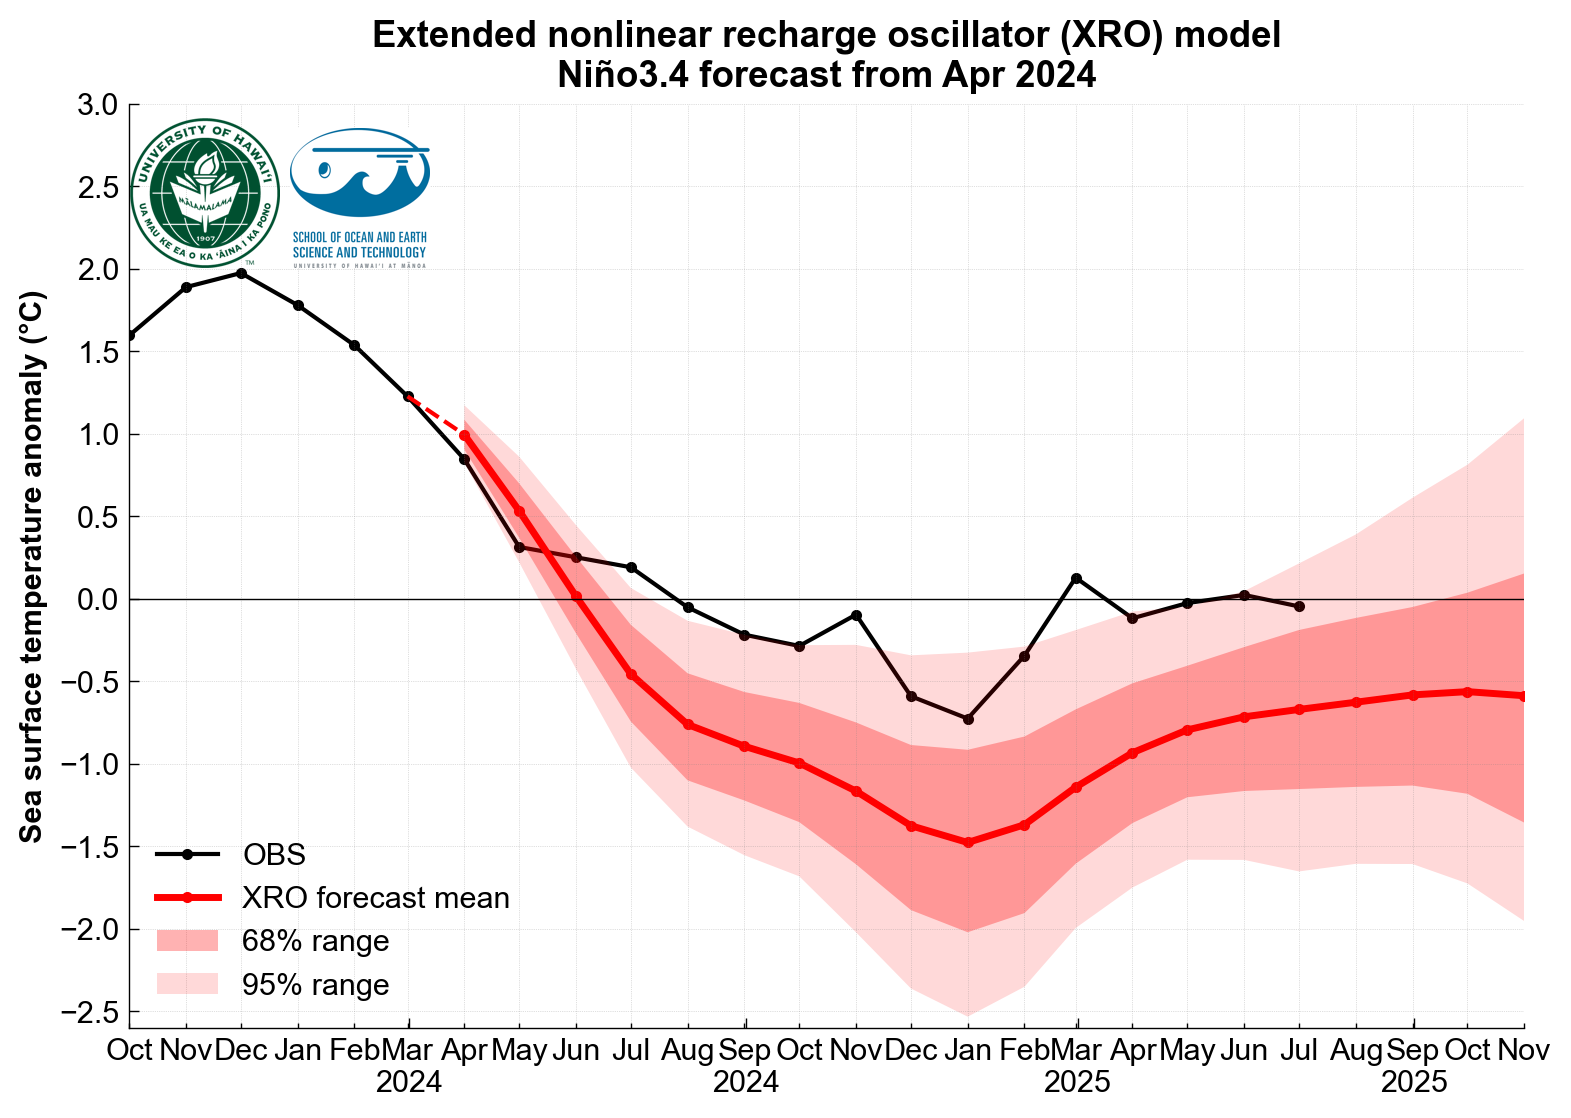 Extended nonlinear recharge oscillator (XRO) model
Niño3.4 forecast from Apr 2024
Sea surface temperature anomaly (°C)
3.0
2.5
2.0
1.5
1.0
0.5
0.0
−0.5
−1.0
−1.5
−2.0
−2.5
UNIVERSITY OF HAWAIʻI
MĀLAMALAMA
1907
UA MAU KE EA O KA ʻĀINA I KA PONO
TM
SCHOOL OF OCEAN AND EARTH
SCIENCE AND TECHNOLOGY
UNIVERSITY OF HAWAIʻI AT MĀNOA
OBS
XRO forecast mean
68% range
95% range
Oct Nov Dec Jan Feb Mar Apr May Jun Jul Aug Sep Oct Nov Dec Jan Feb Mar Apr May Jun Jul Aug Sep Oct Nov
2024 2024 2025 2025